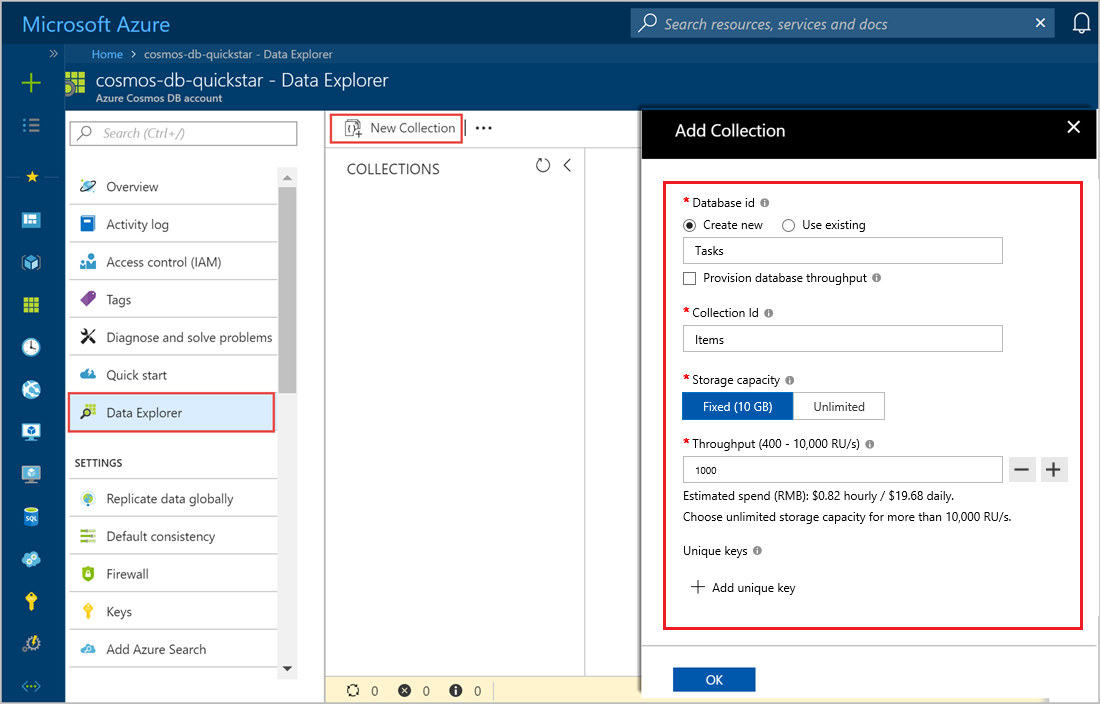 Microsoft Azure
Search resources, services and docs
Home > cosmos-db-quickstar - Data Explorer
cosmos-db-quickstar - Data Explorer
Azure Cosmos DB account
Search (Ctrl+/)
Overview
Activity log
Access control (IAM)
Tags
Diagnose and solve problems
Quick start
Data Explorer
SETTINGS
Replicate data globally
Default consistency
Firewall
Keys
Add Azure Search
SQL
New Collection
COLLECTIONS
0 0 0
Add Collection
* Database id
Create new Use existing
Tasks
Provision database throughput
* Collection Id
Items
* Storage capacity
Fixed (10 GB) Unlimited
* Throughput (400 - 10,000 RU/s)
1000
Estimated spend (RMB): $0.82 hourly / $19.68 daily.
Choose unlimited storage capacity for more than 10,000 RU/s.
Unique keys
Add unique key
OK